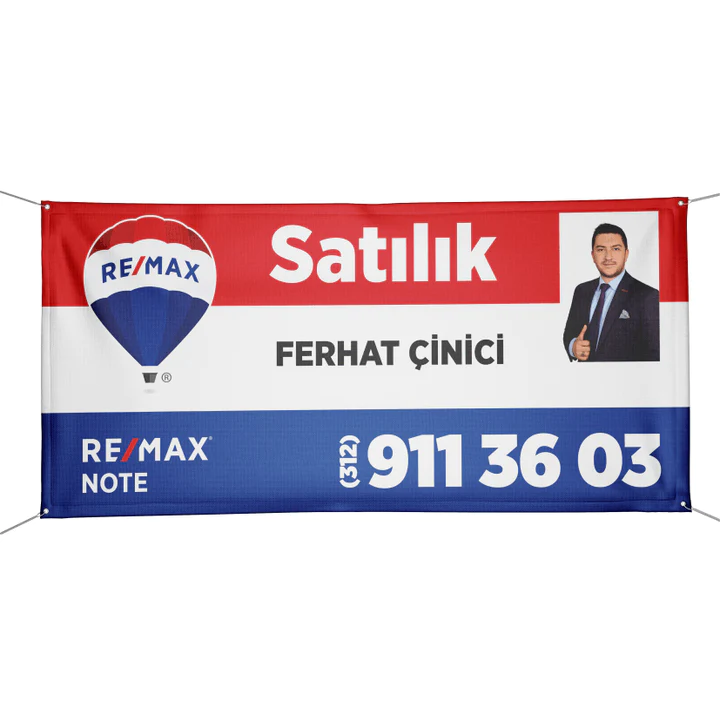 RE/MAX
®
Satılık
FERHAT ÇİNİCİ
RE/MAX®
NOTE
(312) 911 36 03